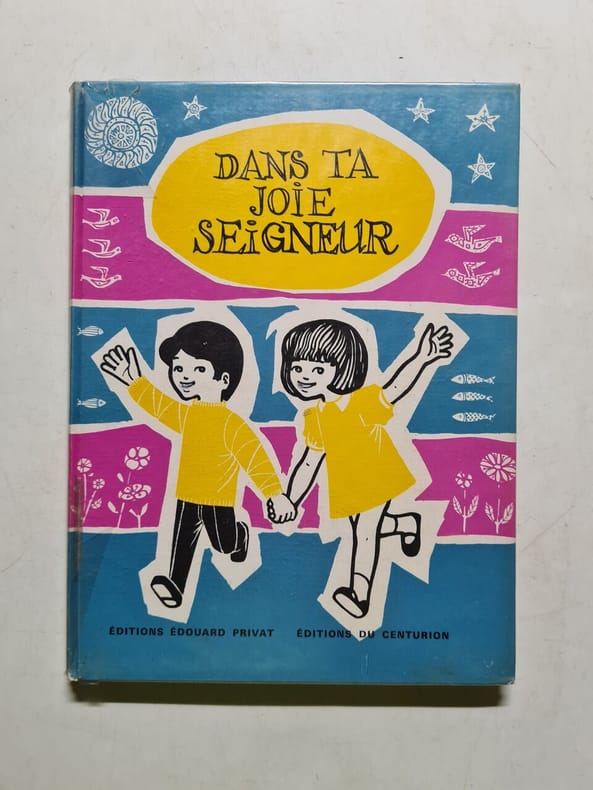 DANS TA
JOiE
SEiGNEUR
ÉDITIONS ÉDOUARD PRIVAT ÉDITIONS DU CENTURION